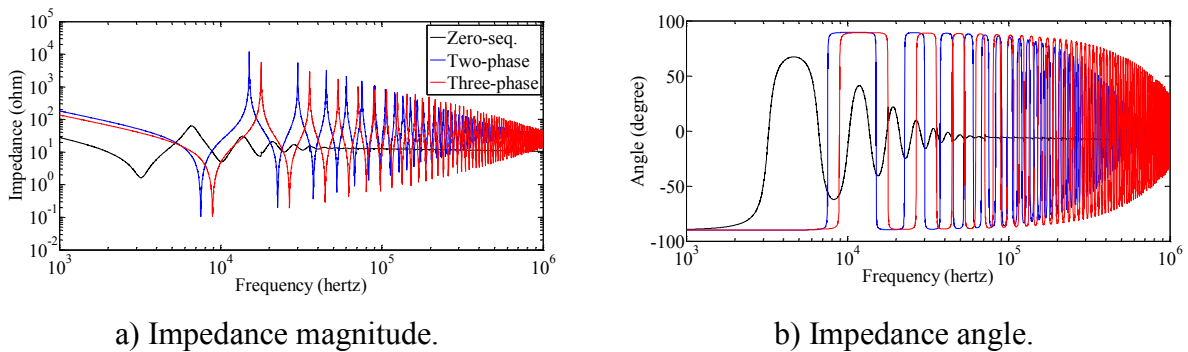 10^5
10^4
10^3
10^2
10^1
10^0
10^-1
10^-2
Impedance (ohm)
Zero-seq.
Two-phase
Three-phase
10^3
10^4
10^5
10^6
Frequency (hertz)
a) Impedance magnitude.
100
50
0
-50
-100
Angle (degree)
10^3
10^4
10^5
10^6
Frequency (hertz)
b) Impedance angle.